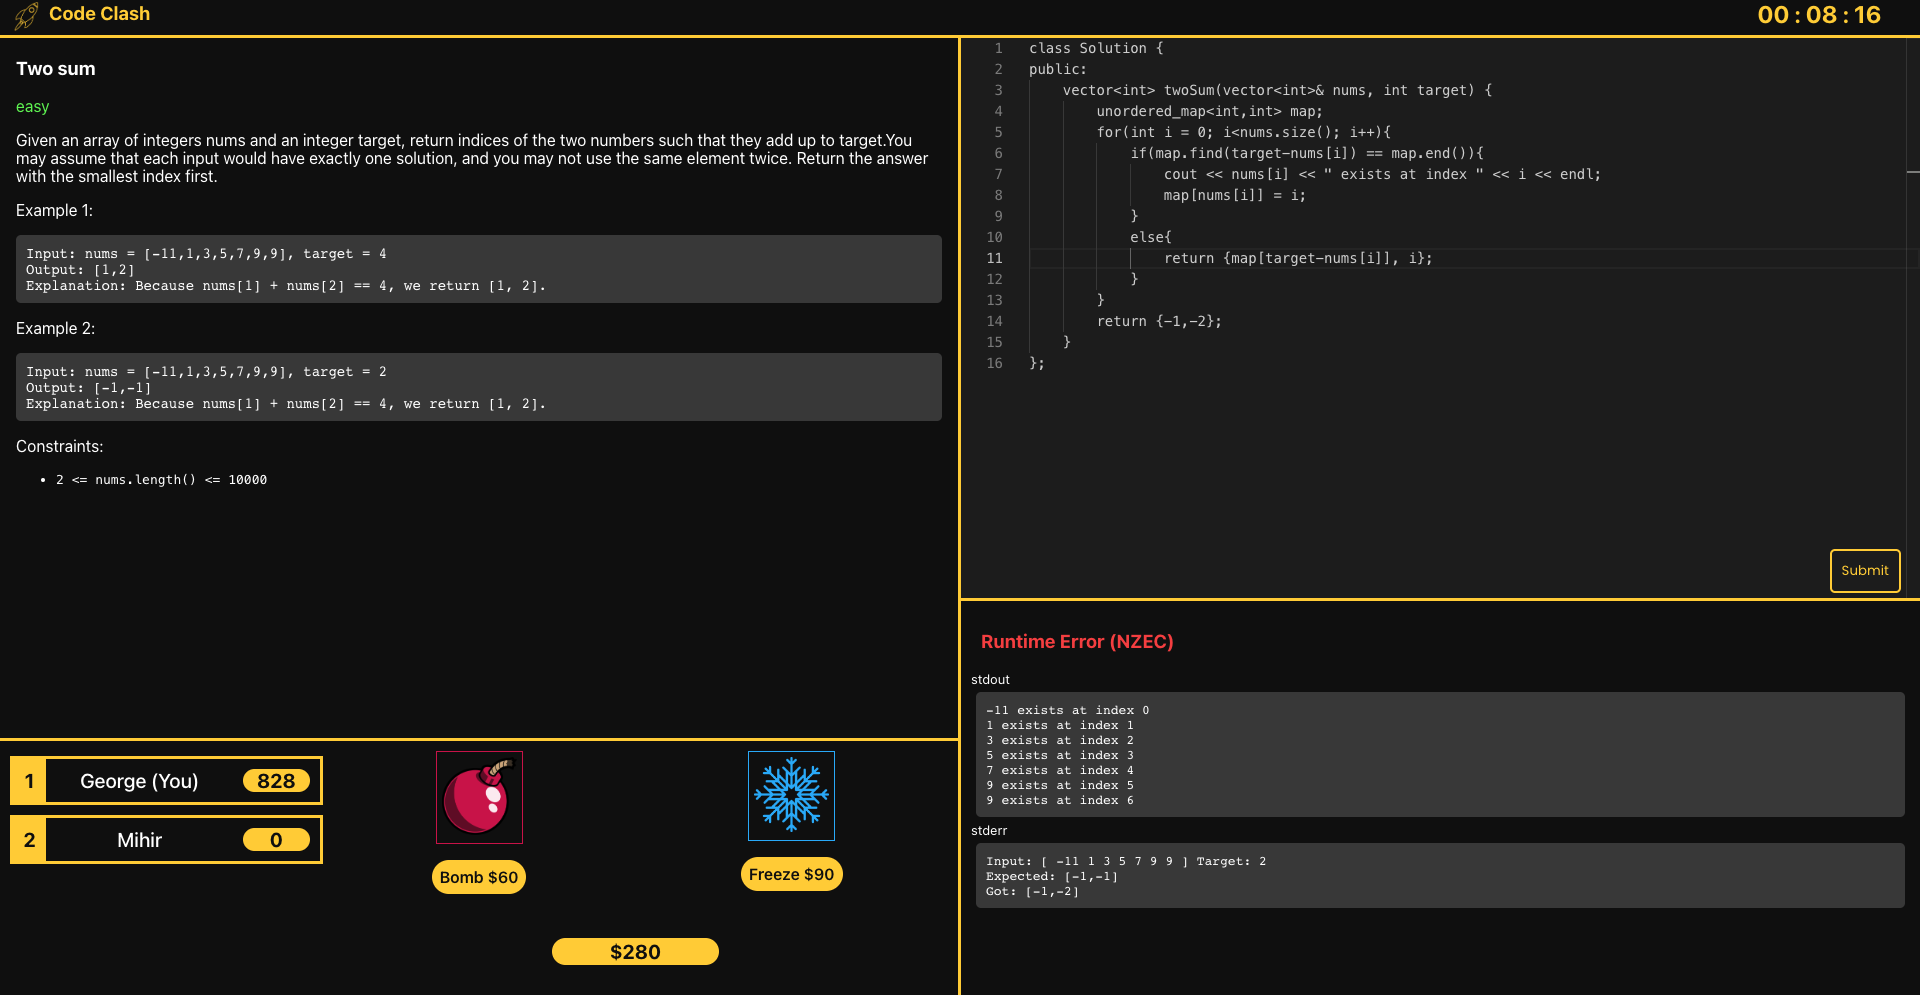 Code Clash
00 : 08 : 16
Two sum
easy
Given an array of integers nums and an integer target, return indices of the two numbers such that they add up to target.You
may assume that each input would have exactly one solution, and you may not use the same element twice. Return the answer
with the smallest index first.
Example 1:
Input: nums = [-11,1,3,5,7,9,9], target = 4
Output: [1,2]
Explanation: Because nums[1] + nums[2] == 4, we return [1, 2].
Example 2:
Input: nums = [-11,1,3,5,7,9,9], target = 2
Output: [-1,-1]
Explanation: Because nums[1] + nums[2] == 4, we return [1, 2].
Constraints:
• 2 <= nums.length() <= 10000
1 George (You) 828
2 Mihir 0
Bomb $60
Freeze $90
$280
1 class Solution {
2 public:
3 vector<int> twoSum(vector<int>& nums, int target) {
4 unordered_map<int,int> map;
5 for(int i = 0; i<nums.size(); i++){
6 if(map.find(target-nums[i]) == map.end()){
7 cout << nums[i] << " exists at index " << i << endl;
8 map[nums[i]] = i;
9 }
10 else{
11 return {map[target-nums[i]], i};
12 }
13 }
14 return {-1,-2};
15 }
16 };
Submit
Runtime Error (NZEC)
stdout
-11 exists at index 0
1 exists at index 1
3 exists at index 2
5 exists at index 3
7 exists at index 4
9 exists at index 5
9 exists at index 6
stderr
Input: [ -11 1 3 5 7 9 9 ] Target: 2
Expected: [-1,-1]
Got: [-1,-2]